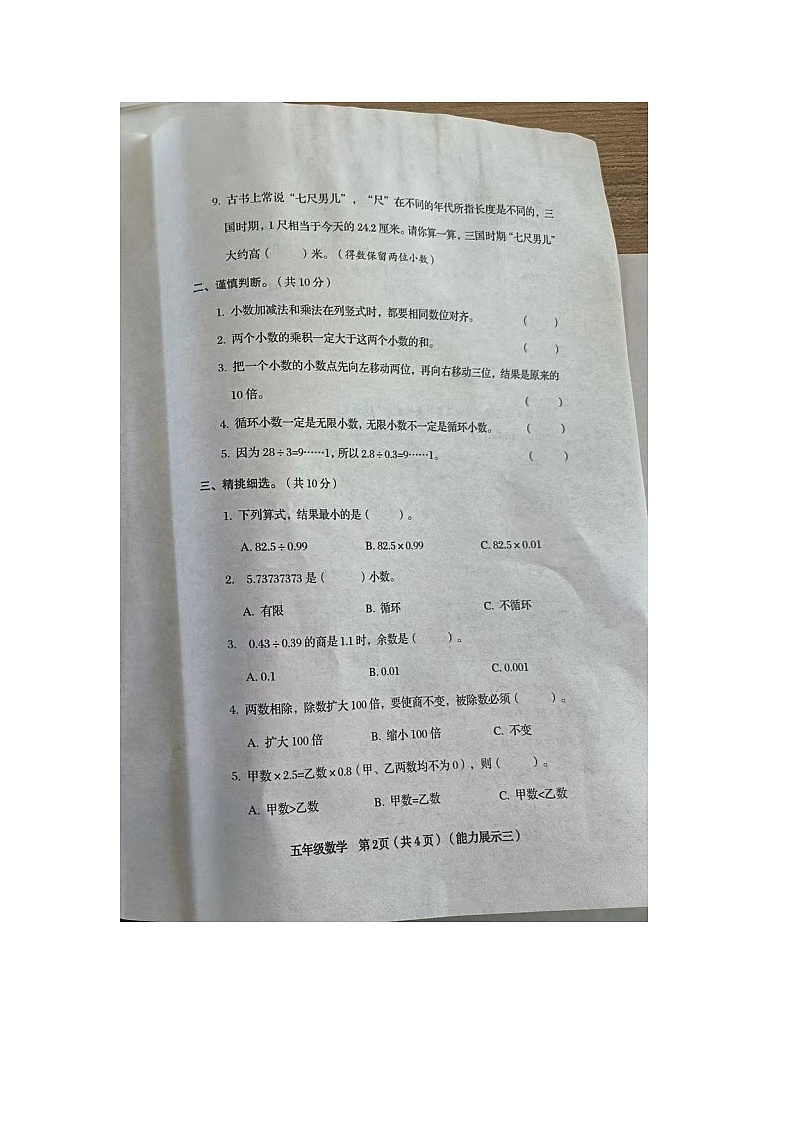 9. 古书上常说“七尺男儿”，“尺”在不同的年代所指长度是不同的，三
国时期，1尺相当于今天的24.2厘米。请你算一算，三国时期“七尺男儿”
大约高（　　）米。（得数保留两位小数）
二、谨慎判断。（共10分）
1. 小数加减法和乘法在列竖式时，都要相同数位对齐。（　　）
2. 两个小数的乘积一定大于这两个小数的和。（　　）
3. 把一个小数的小数点先向左移动两位，再向右移动三位，结果是原来的
10倍。（　　）
4. 循环小数一定是无限小数，无限小数不一定是循环小数。（　　）
5. 因为28÷3=9……1，所以2.8÷0.3=9……1。（　　）
三、精挑细选。（共10分）
1. 下列算式，结果最小的是（　　）。
A. 82.5÷0.99　B. 82.5×0.99　C. 82.5×0.01
2. 5.73737373是（　　）小数。
A. 有限　B. 循环　C. 不循环
3. 0.43÷0.39的商是1.1时，余数是（　　）。
A. 0.1　B. 0.01　C. 0.001
4. 两数相除，除数扩大100倍，要使商不变，被除数必须（　　）。
A. 扩大100倍　B. 缩小100倍　C. 不变
5. 甲数×2.5=乙数×0.8（甲、乙两数均不为0），则（　　）。
A. 甲数>乙数　B. 甲数=乙数　C. 甲数<乙数
五年级数学　第2页（共4页）（能力展示三）